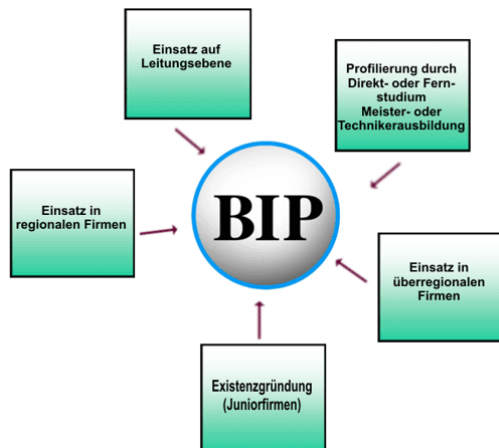 Einsatz auf
Leitungsebene
Profilierung durch
Direkt- oder Fern-
studium
Meister- oder
Technikerausbildung
Einsatz in
regionalen Firmen
BIP
Einsatz in
überregionalen
Firmen
Existenzgründung
(Juniorfirmen)